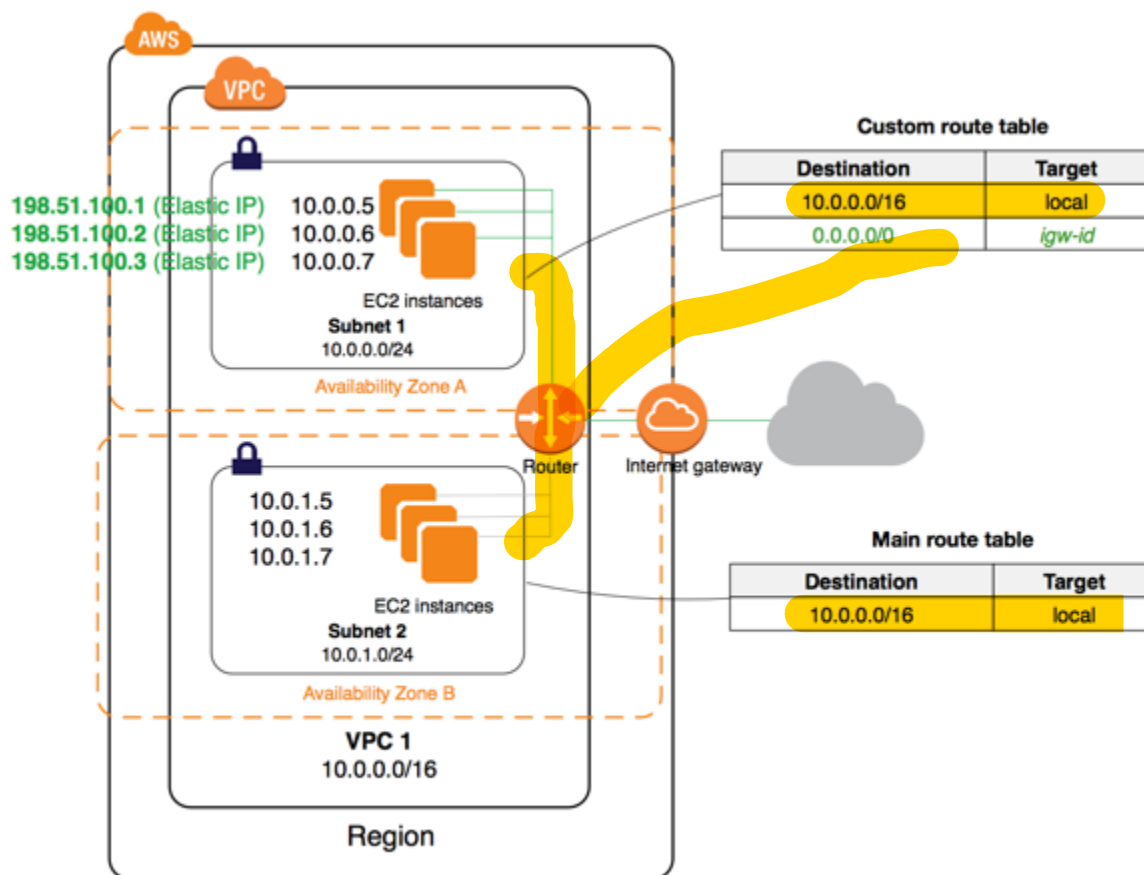 AWS
VPC
198.51.100.1 (Elastic IP)
198.51.100.2 (Elastic IP)
198.51.100.3 (Elastic IP)
10.0.0.5
10.0.0.6
10.0.0.7
EC2 instances
Subnet 1
10.0.0.0/24
Availability Zone A
Custom route table
Destination Target
10.0.0.0/16 local
0.0.0.0/0 igw-id
Router
Internet gateway
10.0.1.5
10.0.1.6
10.0.1.7
EC2 instances
Subnet 2
10.0.1.0/24
Availability Zone B
Main route table
Destination Target
10.0.0.0/16 local
VPC 1
10.0.0.0/16
Region